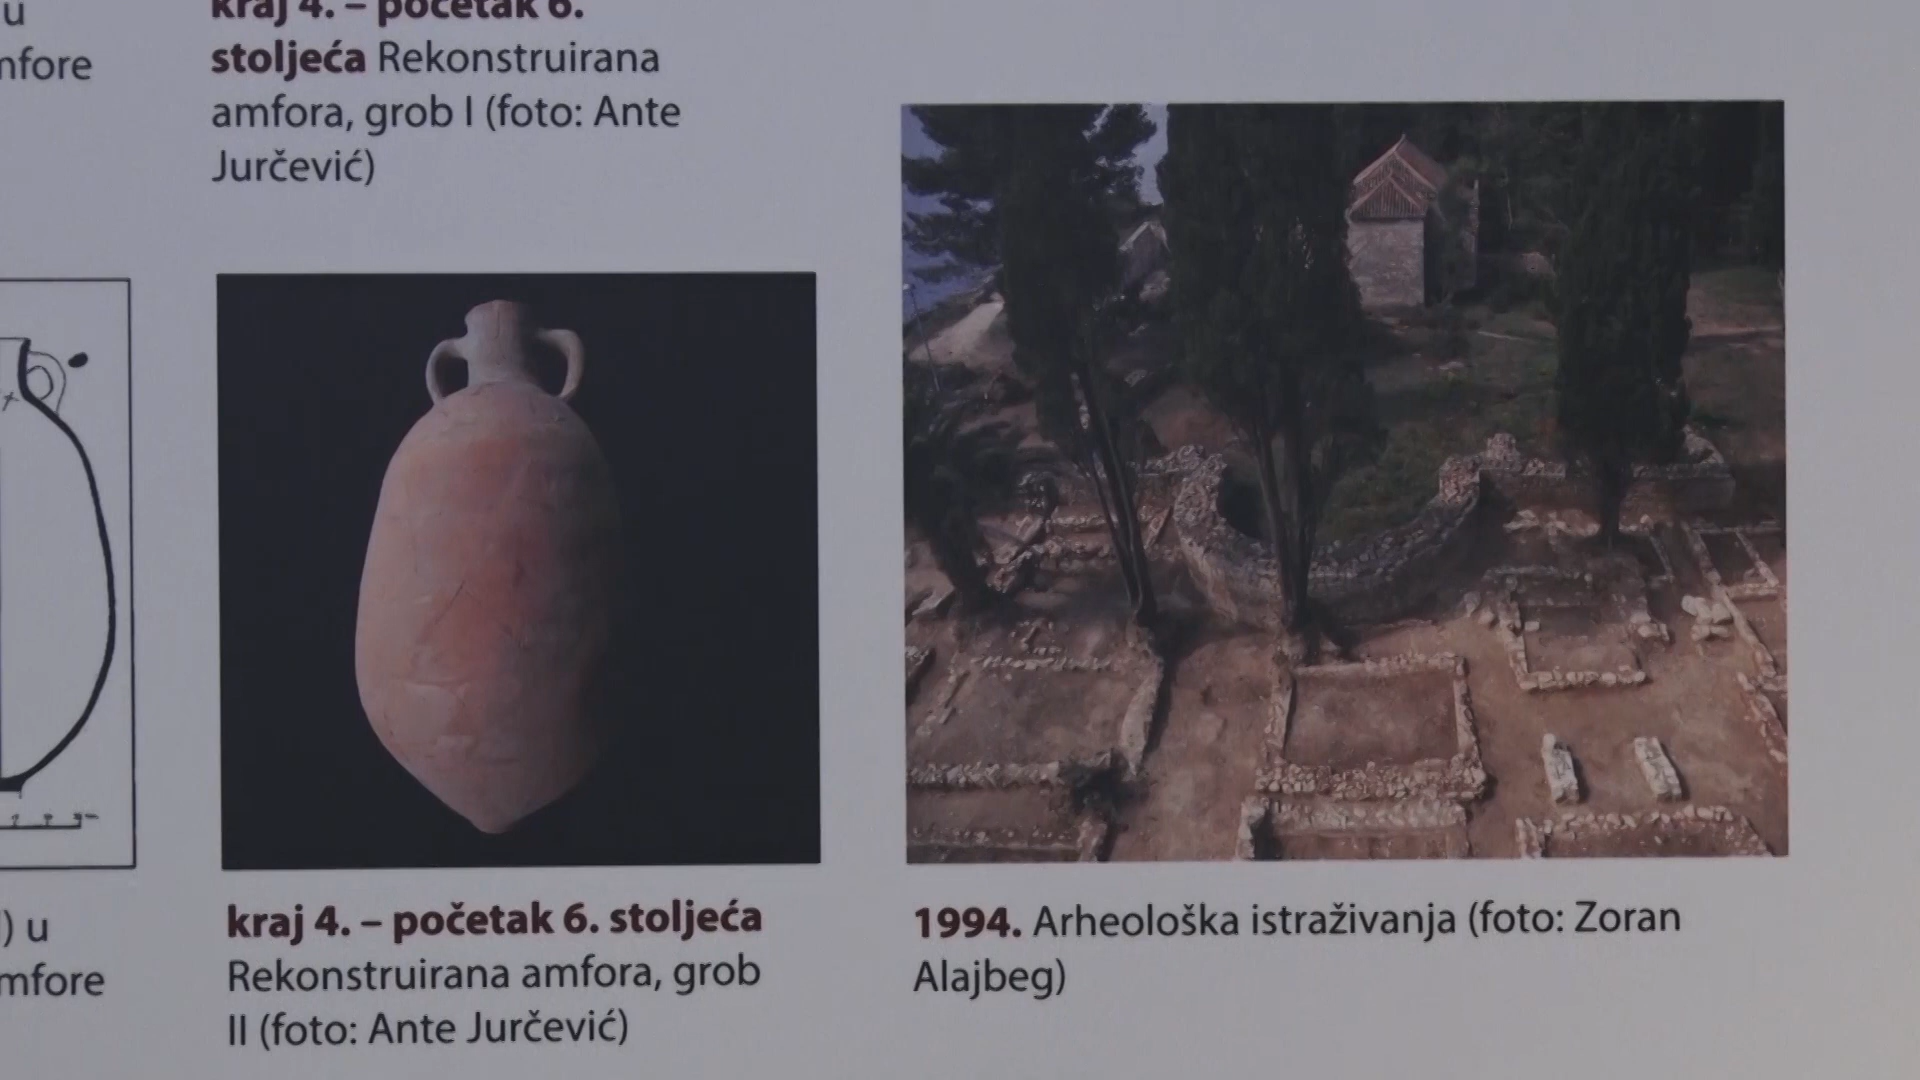 u
mfore
kraj 4. – početak 6.
stoljeća Rekonstruirana
amfora, grob I (foto: Ante
Jurčević)
) u
mfore
kraj 4. – početak 6. stoljeća
Rekonstruirana amfora, grob
II (foto: Ante Jurčević)
1994. Arheološka istraživanja (foto: Zoran
Alajbeg)